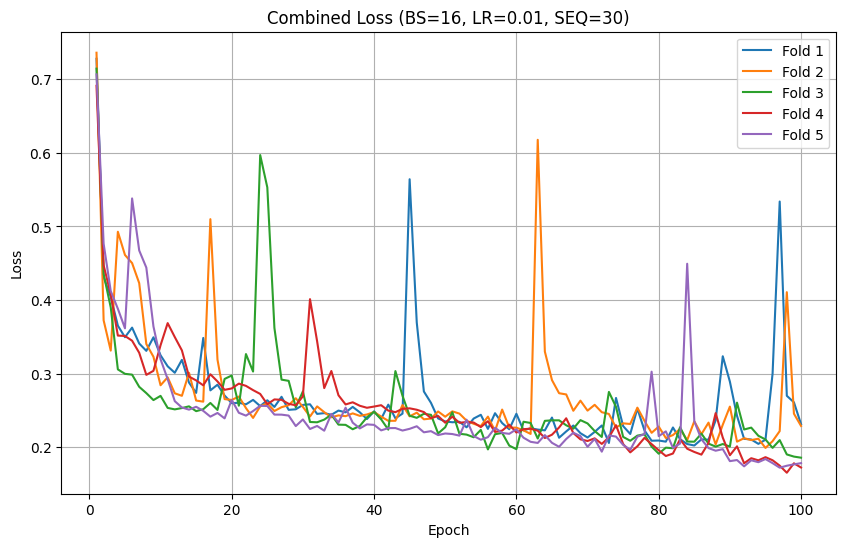 Combined Loss (BS=16, LR=0.01, SEQ=30)
Fold 1
Fold 2
Fold 3
Fold 4
Fold 5
Loss
0.7
0.6
0.5
0.4
0.3
0.2
0
20
40
60
80
100
Epoch